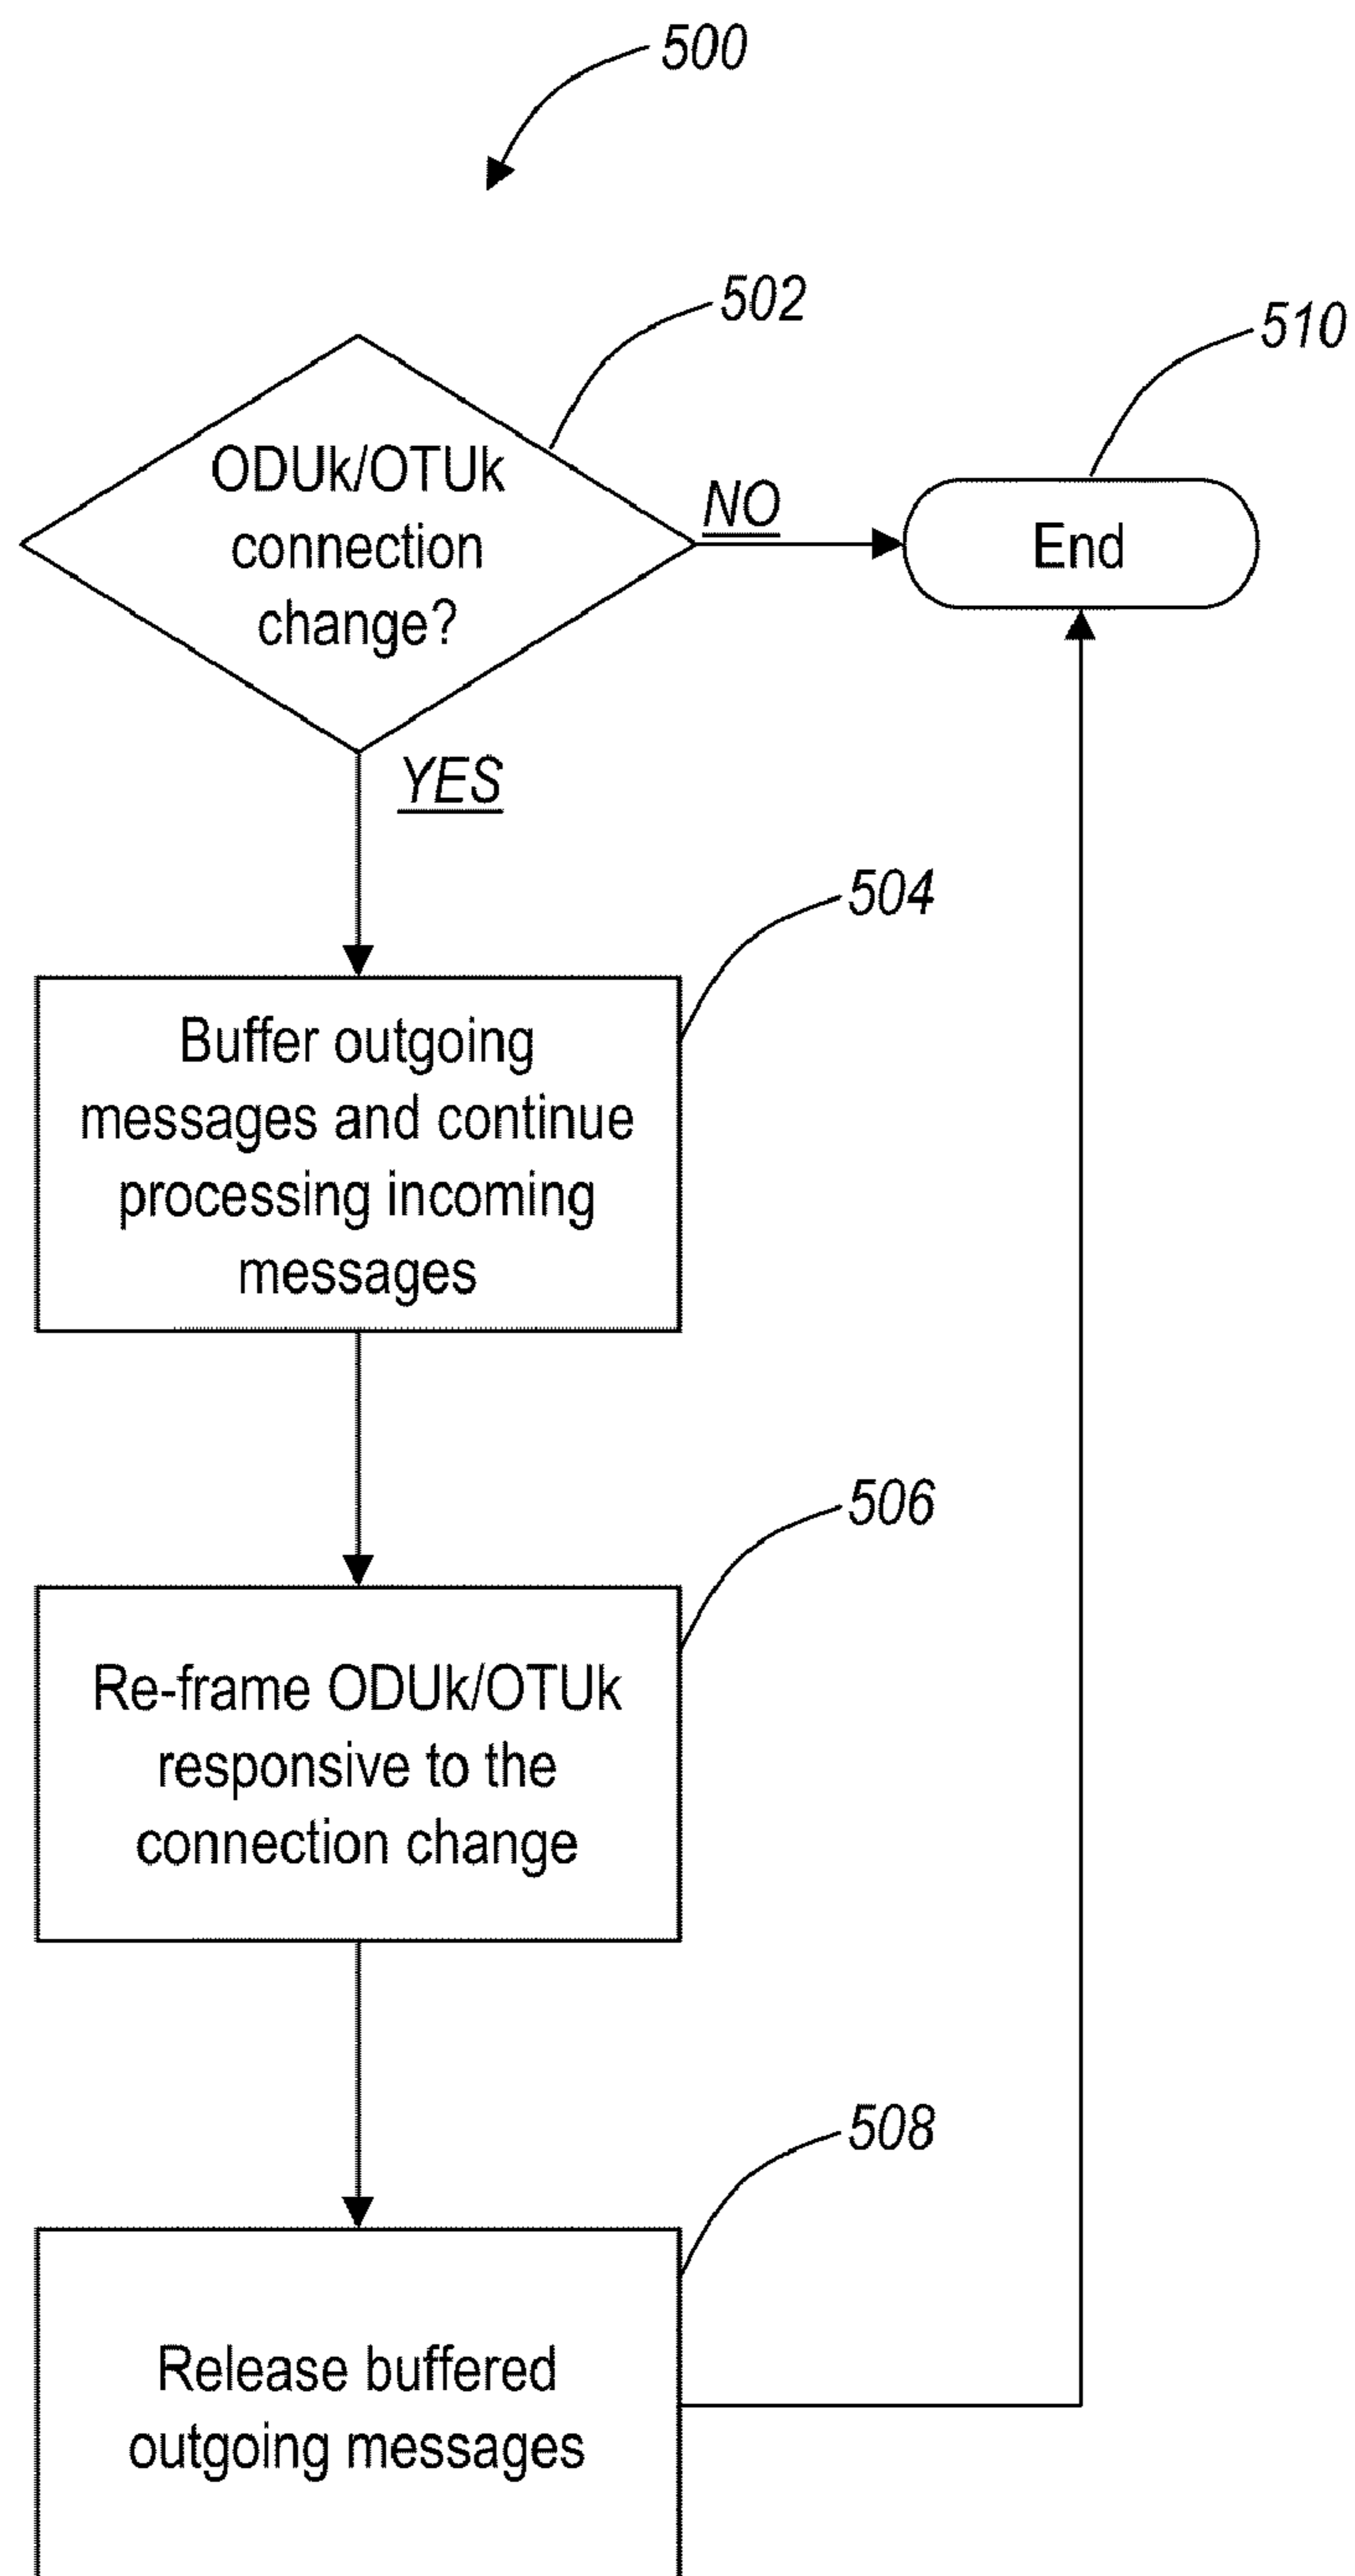 500
502
510
ODUk/OTUk
connection
change?
NO
End
YES
504
Buffer outgoing
messages and continue
processing incoming
messages
506
Re-frame ODUk/OTUk
responsive to the
connection change
508
Release buffered
outgoing messages